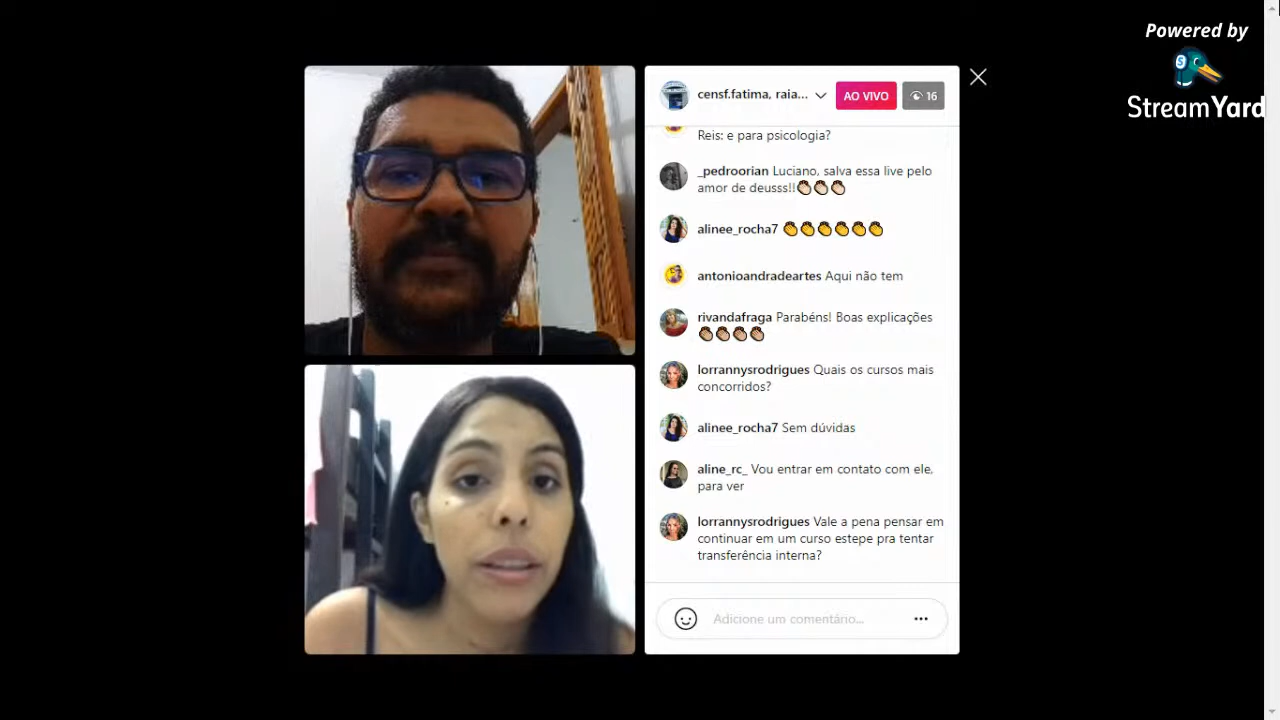 Powered by
StreamYard
censf.fatima, raia...
AO VIVO
16
Reis: e para psicologia?
_pedroorian Luciano, salva essa live pelo
amor de deusss!!👏🏻👏🏻👏🏻
alinee_rocha7 👏👏👏👏👏👏
antonioandradeartes Aqui não tem
rivandafraga Parabéns! Boas explicações
👏🏽👏🏽👏🏽👏🏽
lorrannysrodrigues Quais os cursos mais
concorridos?
alinee_rocha7 Sem dúvidas
aline_rc_ Vou entrar em contato com ele,
para ver
lorrannysrodrigues Vale a pena pensar em
continuar em um curso estepe pra tentar
transferência interna?
Adicione um comentário...